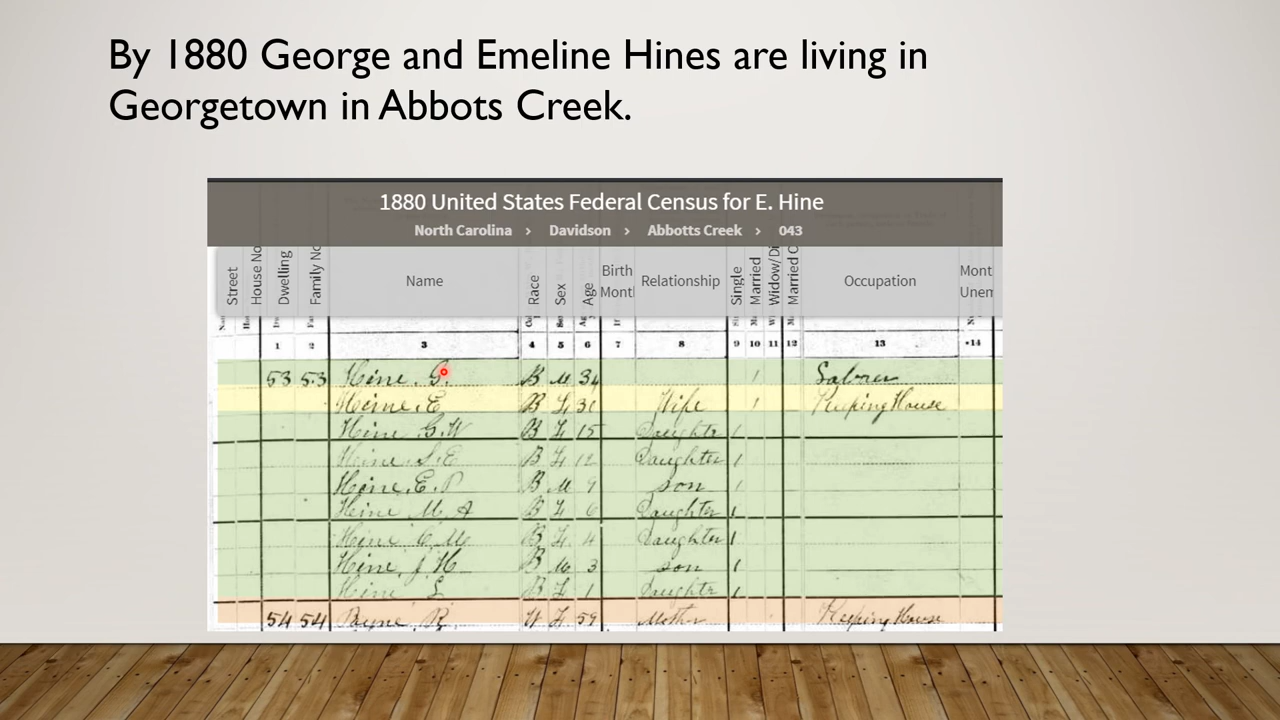 By 1880 George and Emeline Hines are living in
Georgetown in Abbots Creek.
1880 United States Federal Census for E. Hine
North Carolina › Davidson › Abbotts Creek › 043
Street House No Dwelling Family No Name Race Sex Age Birth Month Relationship Single Married Widow/Di Married C Occupation Mont Unem
1 2 3 4 5 6 7 8 9 10 11 12 13 14
53 53 Hine. G. B M 34 1 Labor
Heine. E B F 31 Wife 1 Keeping House
Hine G. W B F 15 Daughter 1
Hine S. E B F 12 Daughter 1
Hine. E. P B M 9 Son 1
Hine M. A B F 6 Daughter 1
Hine C. M B F 4 Daughter 1
Hine. J. H B M 3 Son 1
Hine L B F 1 Daughter 1
54 54 Payne. R. W F 59 Mother Keeping House